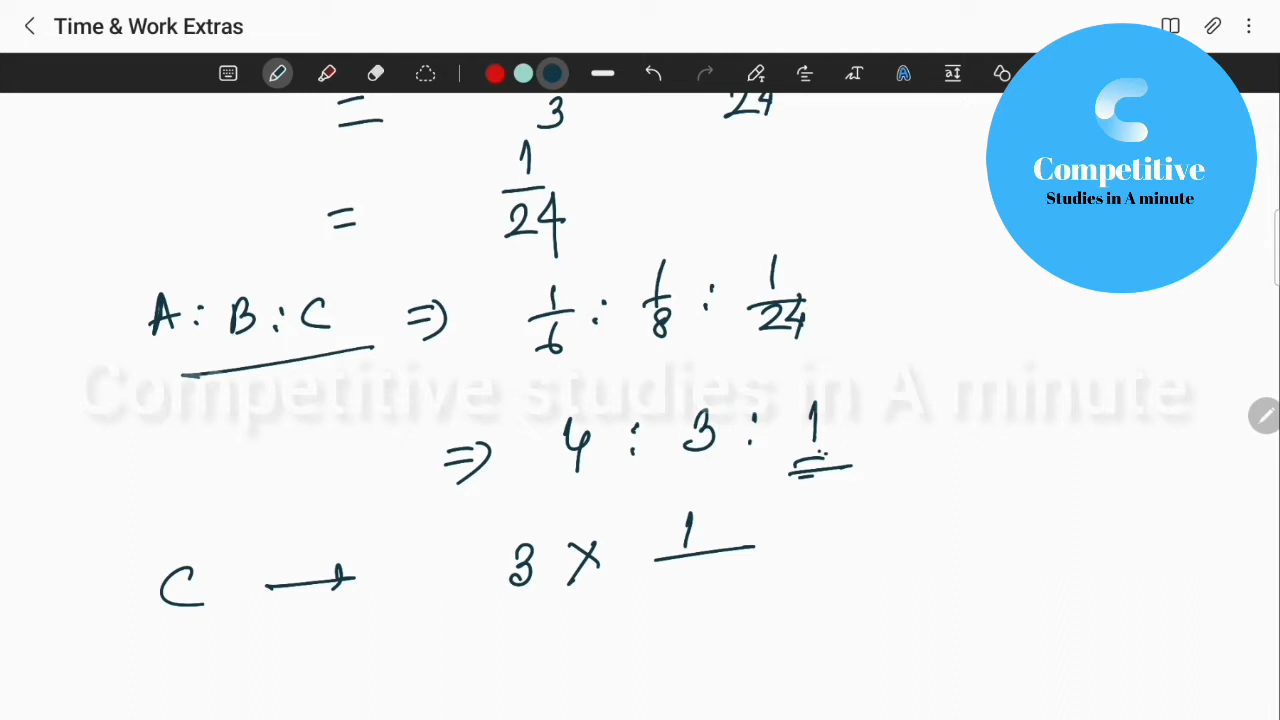 Time & Work Extras
Competitive
Studies in A minute
= 3 24
= 1/24
A : B : C ⇒ 1/6 : 1/8 : 1/24
⇒ 4 : 3 : 1
C → 3 × 1/
Competitive studies in A minute